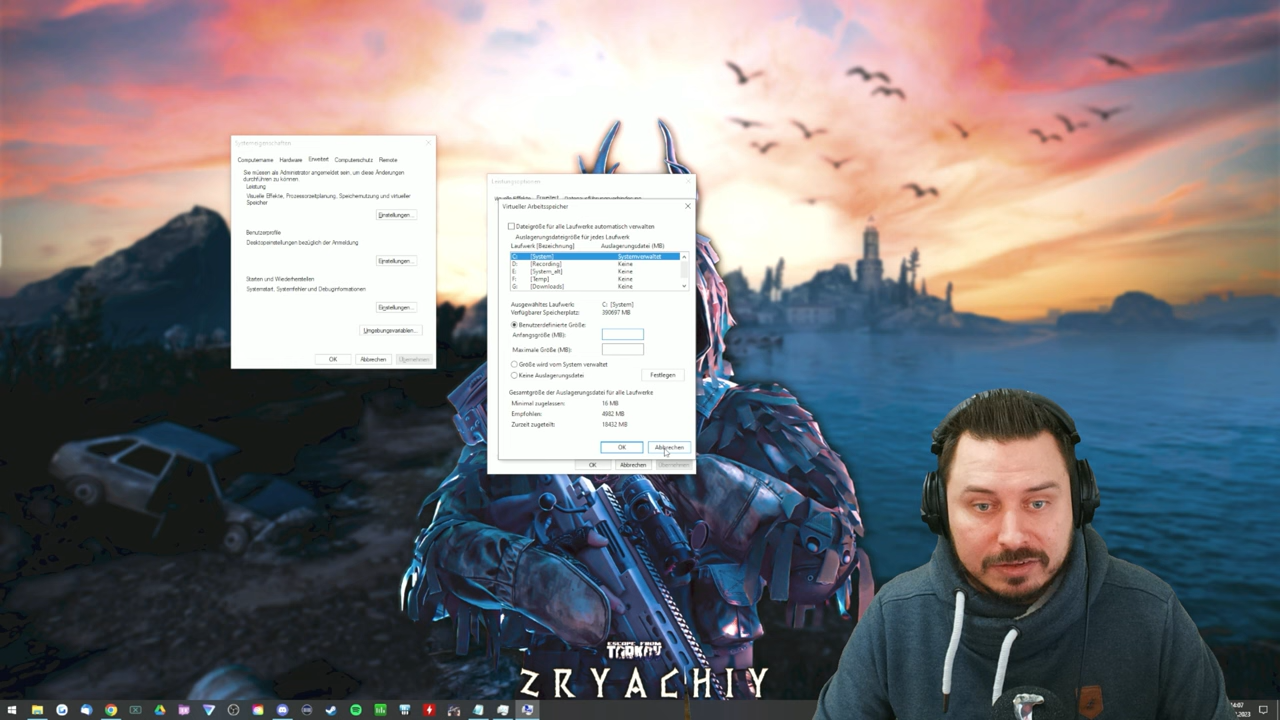 Systemeigenschaften
Computername Hardware Erweitert Computerschutz Remote
Sie müssen als Administrator angemeldet sein, um diese Änderungen
durchführen zu können
Leistung
Visuelle Effekte, Prozessorzeitplanung, Speichernutzung und virtueller
Speicher
Einstellungen...
Benutzerprofile
Desktopeinstellungen bezüglich der Anmeldung
Einstellungen...
Starten und Wiederherstellen
Systemstart, Systemfehler und Debuginformationen
Einstellungen...
Umgebungsvariablen...
OK Abbrechen Übernehmen
Leistungsoptionen
Virtueller Arbeitsspeicher
Dateigröße für alle Laufwerke automatisch verwalten
Auslagerungsdateigröße für jedes Laufwerk
Laufwerk [Bezeichnung] Auslagerungsdatei (MB)
C: [System] Systemverwaltet
D: [Recording] Keine
E: [System_alt] Keine
F: [Temp] Keine
G: [Downloads] Keine
Ausgewähltes Laufwerk: C: [System]
Verfügbarer Speicherplatz: 390697 MB
Benutzerdefinierte Größe:
Anfangsgröße (MB):
Maximale Größe (MB):
Größe wird vom System verwaltet
Keine Auslagerungsdatei
Festlegen
Gesamtgröße der Auslagerungsdatei für alle Laufwerke
Minimal zugelassen: 16 MB
Empfohlen: 4982 MB
Zurzeit zugeteilt: 18432 MB
OK Abbrechen
OK Abbrechen Übernehmen
ESCAPE FROM
TARKOV
ZRYACHIY
14:07
.2023